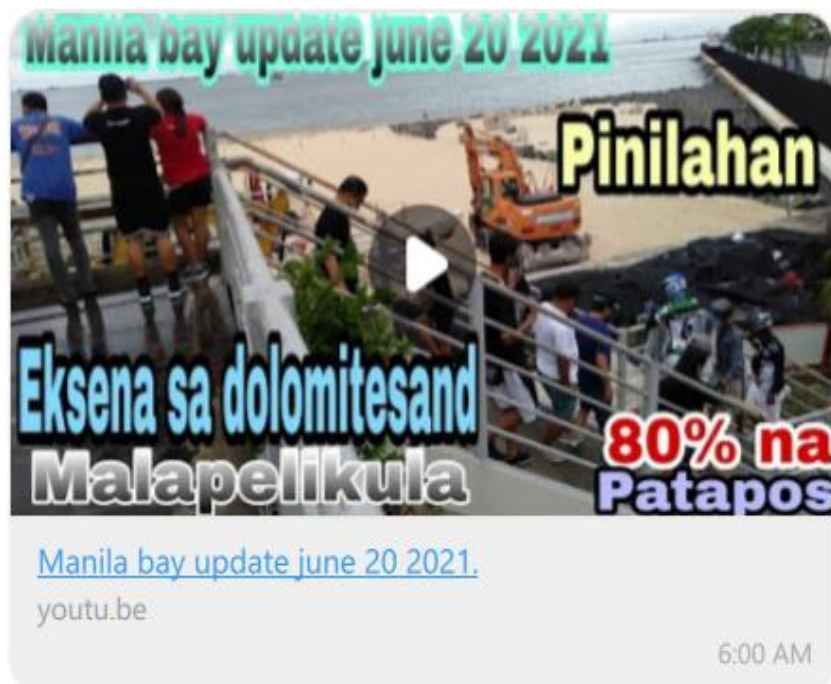 Manila bay update june 20 2021
Pinilahan
Eksena sa dolomitesand
Malapelikula
80% na
Patapos
Manila bay update june 20 2021.
youtu.be
6:00 AM